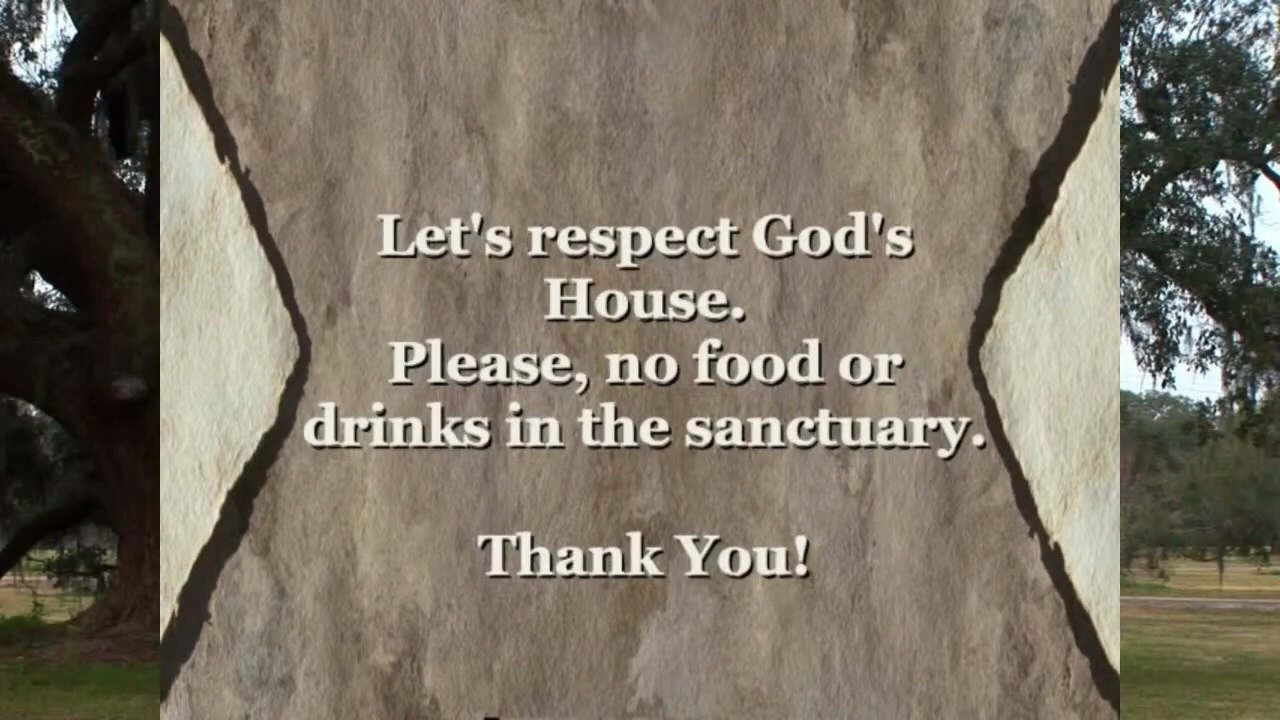 Let's respect God's
House.
Please, no food or
drinks in the sanctuary.
Thank You!